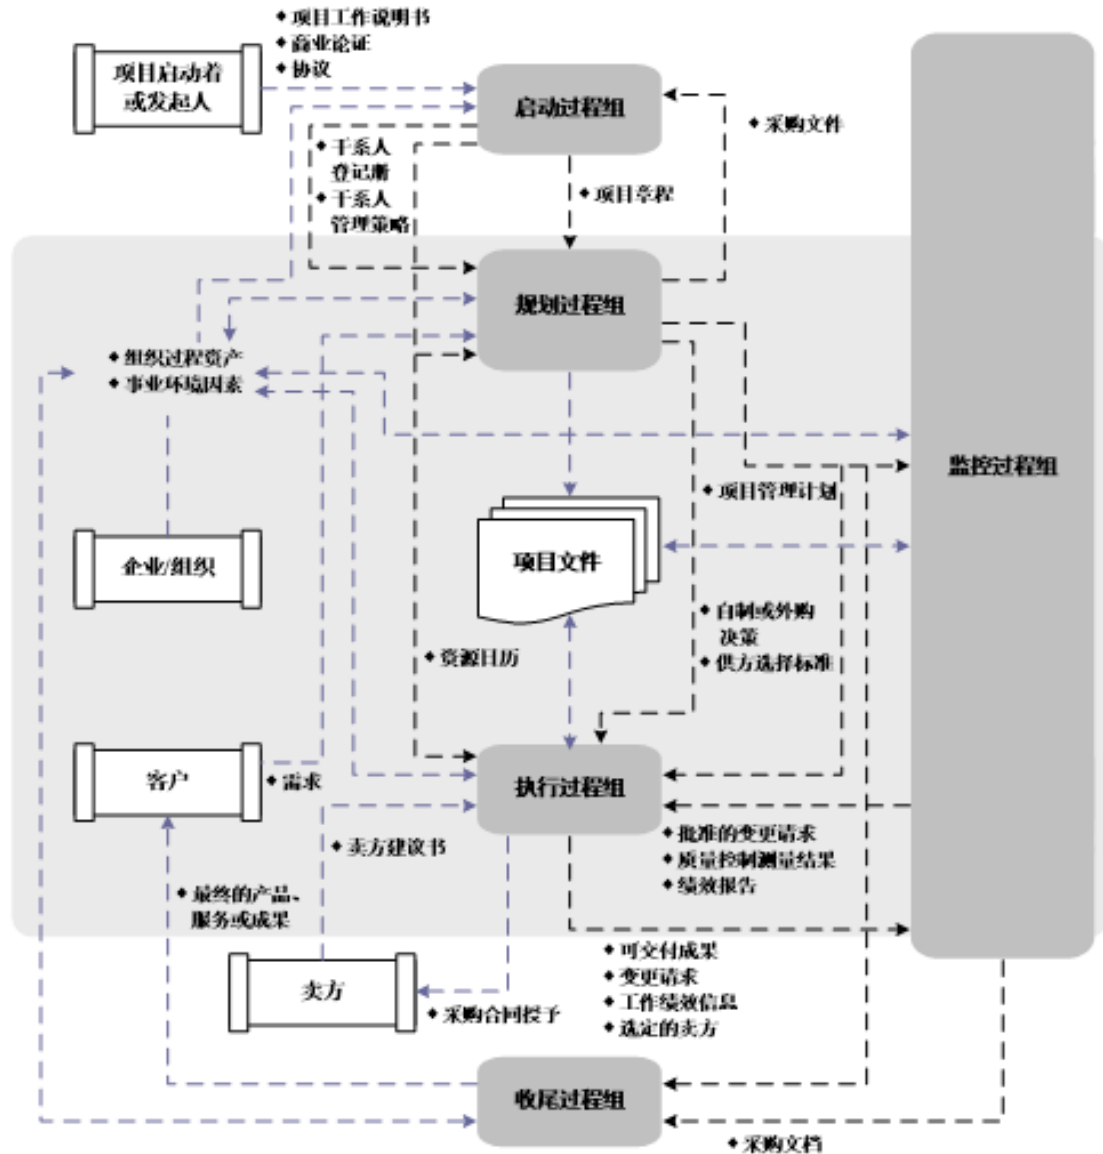 ◆ 项目工作说明书
◆ 商业论证
◆ 协议
项目启动着
或发起人
启动过程组
◆ 采购文件
◆ 干系人
登记册
◆ 干系人
管理策略
◆ 项目章程
规划过程组
◆ 组织过程资产
◆ 事业环境因素
监控过程组
◆ 项目管理计划
企业/组织
项目文件
◆ 自制或外购
决策
◆ 供方选择标准
◆ 资源日历
客户
◆ 需求
执行过程组
◆ 卖方建议书
◆ 批准的变更请求
◆ 质量控制测量结果
◆ 绩效报告
◆ 最终的产品、
服务或成果
卖方
◆ 采购合同授予
◆ 可交付成果
◆ 变更请求
◆ 工作绩效信息
◆ 选定的卖方
收尾过程组
◆ 采购文档